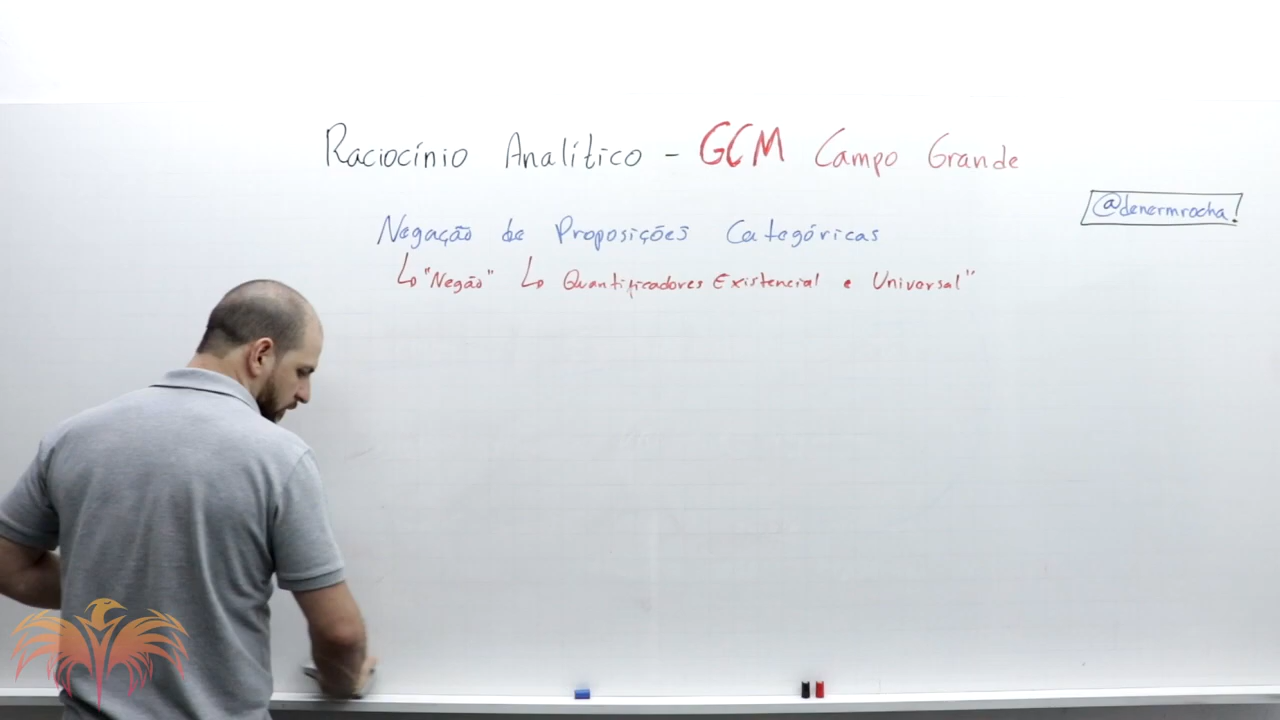 Raciocínio Analítico - GCM Campo Grande
@denermrocha!
Negação de Proposições Categóricas
↳ "Negão" ↳ Quantificadores Existencial e Universal"